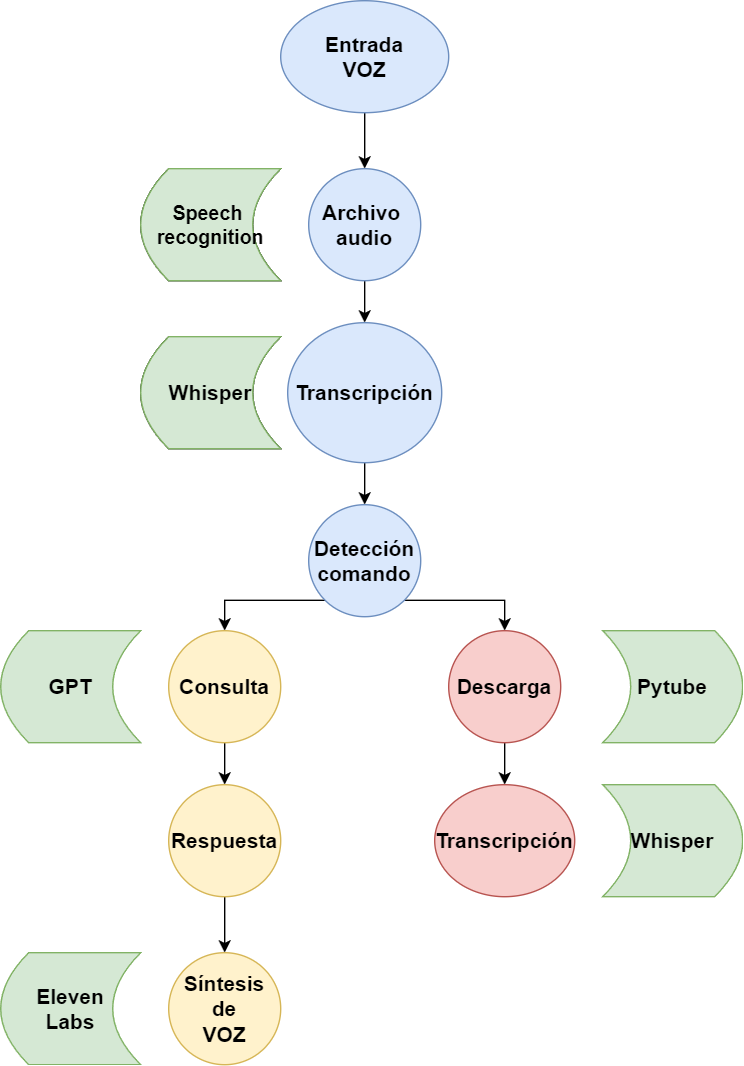 Entrada
VOZ
Speech
recognition
Archivo
audio
Whisper
Transcripción
Detección
comando
GPT
Consulta
Descarga
Pytube
Respuesta
Transcripción
Whisper
Eleven
Labs
Síntesis
de
VOZ